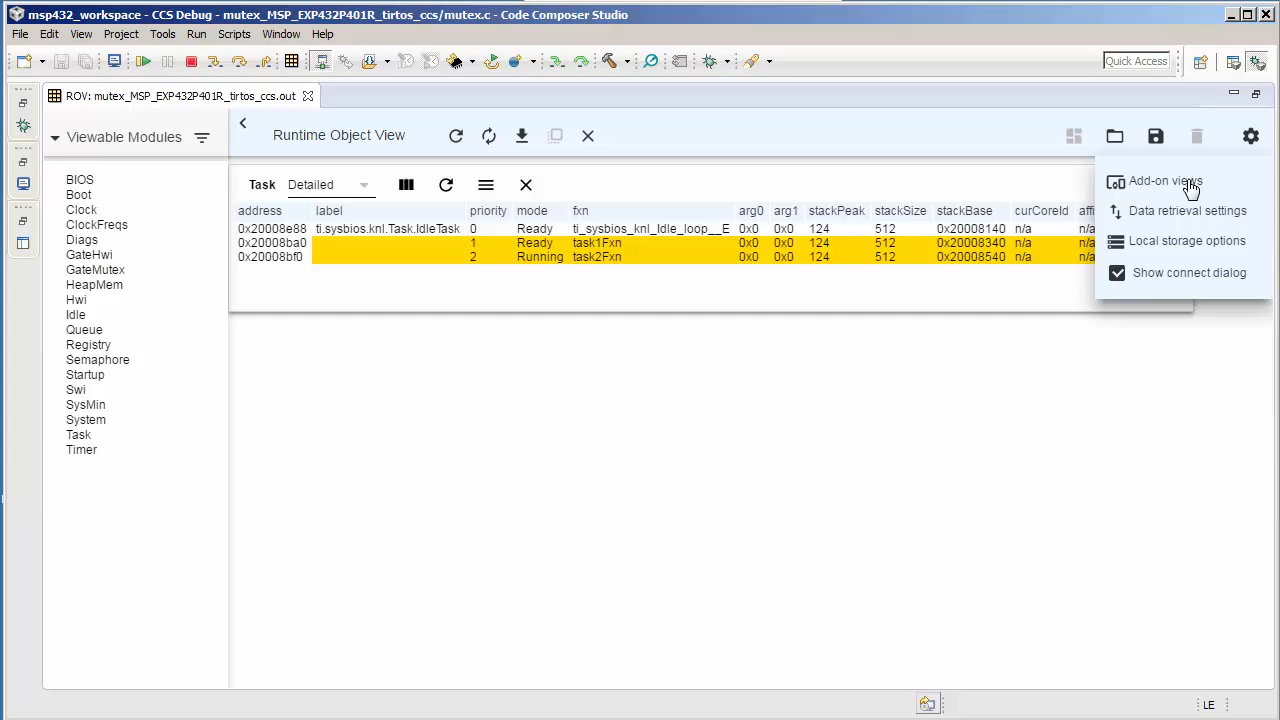 msp432_workspace - CCS Debug - mutex_MSP_EXP432P401R_tirtos_ccs/mutex.c - Code Composer Studio
File Edit View Project Tools Run Scripts Window Help
Quick Access
ROV: mutex_MSP_EXP432P401R_tirtos_ccs.out
Viewable Modules
Runtime Object View
BIOS
Boot
Clock
ClockFreqs
Diags
GateHwi
GateMutex
HeapMem
Hwi
Idle
Queue
Registry
Semaphore
Startup
Swi
SysMin
System
Task
Timer
Task Detailed
address label priority mode fxn arg0 arg1 stackPeak stackSize stackBase curCoreId affi
0x20008e88 ti.sysbios.knl.Task.IdleTask 0 Ready ti_sysbios_knl_Idle_loop__E 0x0 0x0 124 512 0x20008140 n/a n/a
0x20008ba0 1 Ready task1Fxn 0x0 0x0 124 512 0x20008340 n/a n/a
0x20008bf0 2 Running task2Fxn 0x0 0x0 124 512 0x20008540 n/a n/a
Add-on views
Data retrieval settings
Local storage options
Show connect dialog
LE